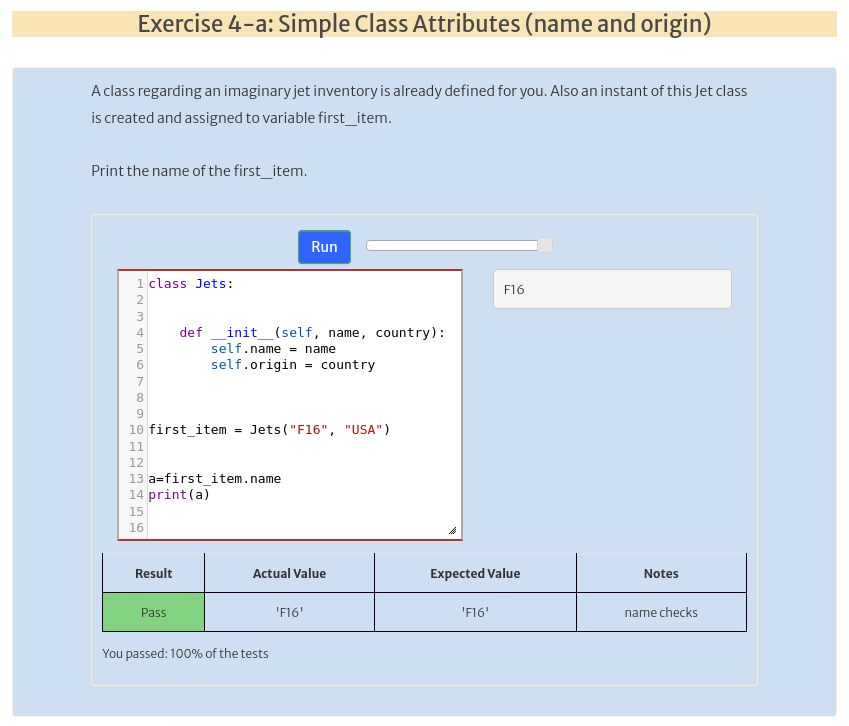 Exercise 4-a: Simple Class Attributes (name and origin)
A class regarding an imaginary jet inventory is already defined for you. Also an instant of this Jet class
is created and assigned to variable first_item.
Print the name of the first_item.
Run
1 class Jets:
2
3
4     def __init__(self, name, country):
5         self.name = name
6         self.origin = country
7
8
9
10 first_item = Jets("F16", "USA")
11
12
13 a=first_item.name
14 print(a)
15
16
F16
Result Actual Value Expected Value Notes
Pass 'F16' 'F16' name checks
You passed: 100% of the tests